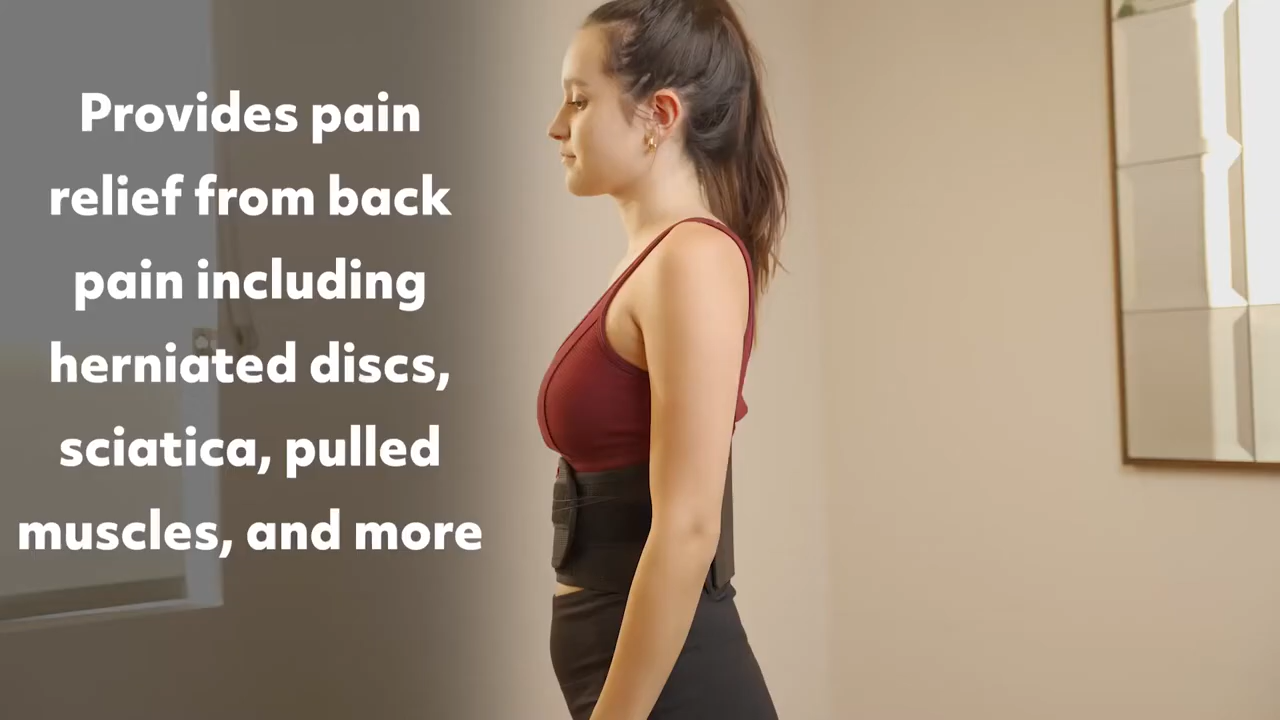 Provides pain
relief from back
pain including
herniated discs,
sciatica, pulled
muscles, and more